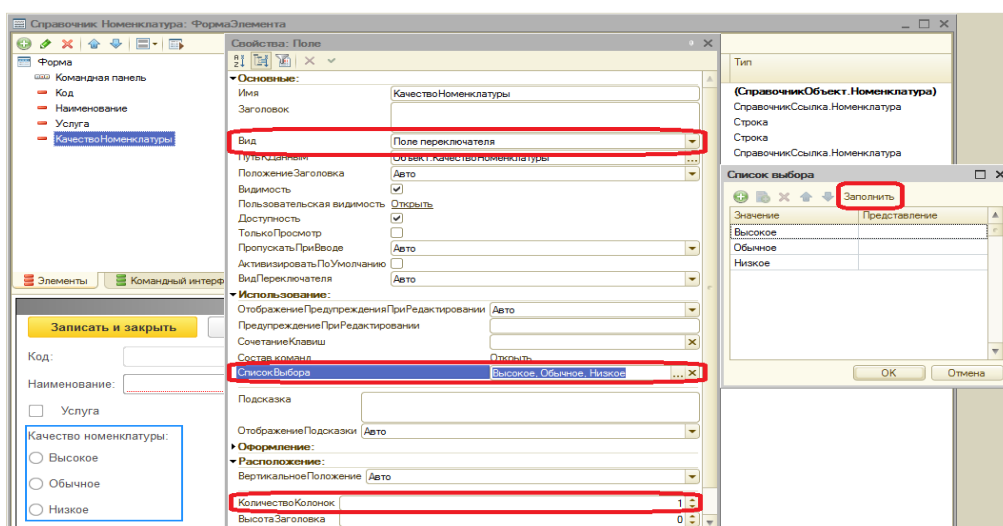 Справочник Номенклатура: ФормаЭлемента
Форма
Командная панель
Код
Наименование
Услуга
КачествоНоменклатуры
Элементы
Командный интерф
Записать и закрыть
Код:
Наименование:
Услуга
Качество номенклатуры:
Высокое
Обычное
Низкое
Свойства: Поле
Основные:
Имя КачествоНоменклатуры
Заголовок
Вид Поле переключателя
ПутьКДанным Объект.КачествоНоменклатуры ...
ПоложениеЗаголовка Авто
Видимость
Пользовательская видимость Открыть
Доступность
ТолькоПросмотр
ПропускатьПриВводе Авто
АктивизироватьПоУмолчанию
ВидПереключателя Авто
Использование:
ОтображениеПредупрежденияПриРедактировании Авто
ПредупреждениеПриРедактировании
СочетаниеКлавиш
Состав команд Открыть
СписокВыбора Высокое, Обычное, Низкое ...
Подсказка
ОтображениеПодсказки Авто
Оформление:
Расположение:
ВертикальноеПоложение Авто
КоличествоКолонок 1
ВысотаЗаголовка 0
Тип
(СправочникОбъект.Номенклатура)
СправочникСсылка.Номенклатура
Строка
Строка
СправочникСсылка.Номенклатура
Список выбора
Заполнить
Значение Представление
Высокое
Обычное
Низкое
ОК Отмена